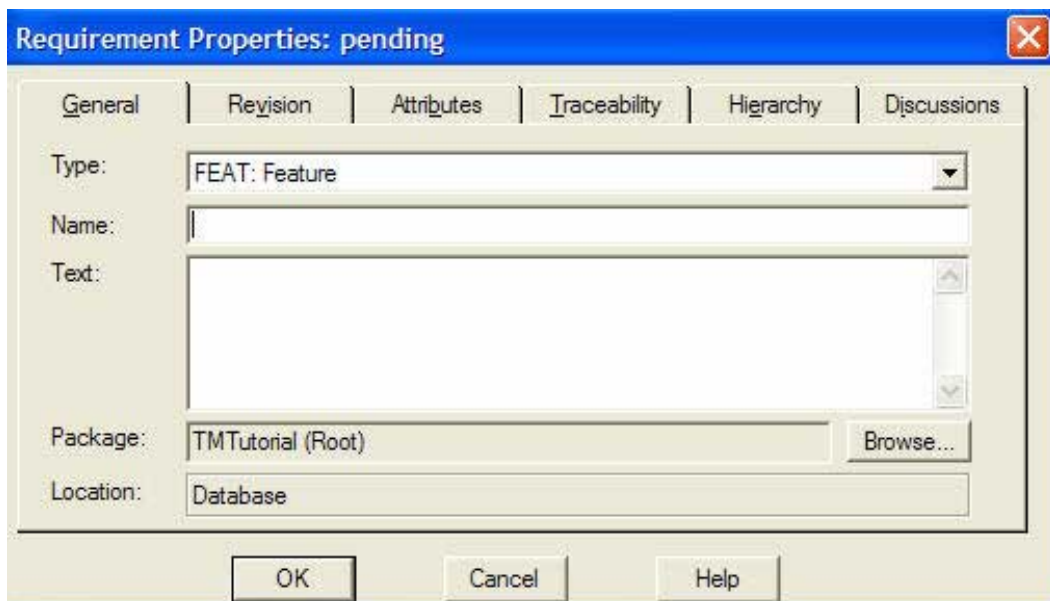 Requirement Properties: pending
General Revision Attributes Traceability Hierarchy Discussions
Type: FEAT: Feature
Name:
Text:
Package: TMTutorial (Root) Browse...
Location: Database
OK Cancel Help